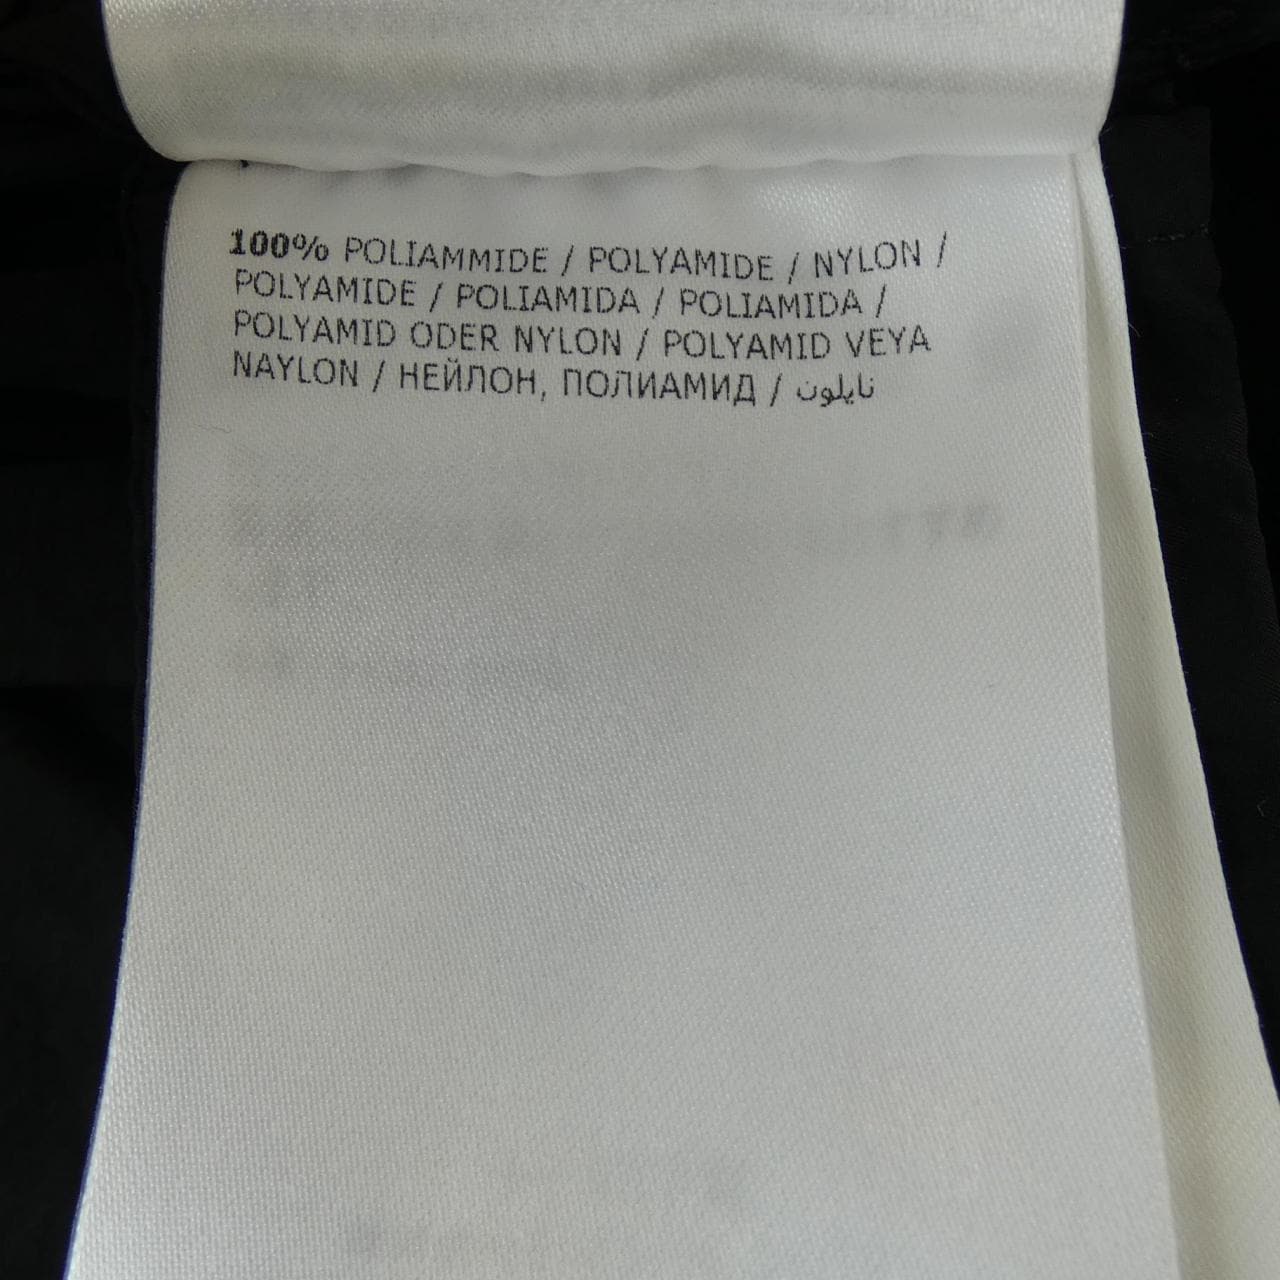 100% POLIAMMIDE / POLYAMIDE / NYLON /
POLYAMIDE / POLIAMIDA / POLIAMIDA /
POLYAMID ODER NYLON / POLYAMID VEYA
NAYLON / НЕЙЛОН, ПОЛИАМИД / نايلون